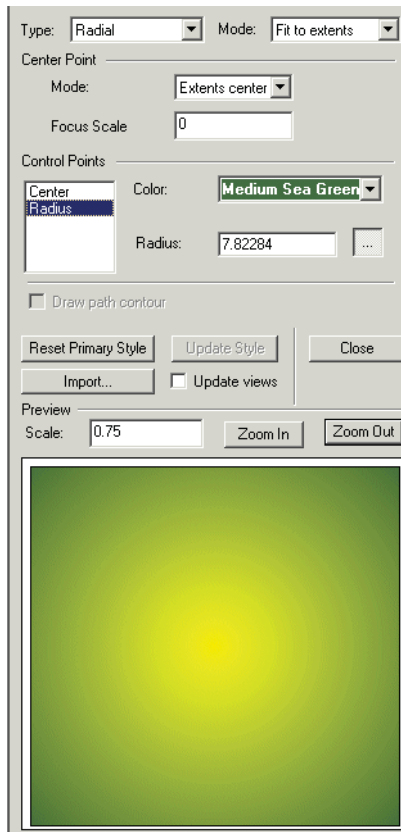 Type: Radial Mode: Fit to extents
Center Point
Mode: Extents center
Focus Scale 0
Control Points
Center Color: Medium Sea Green
Radius
Radius: 7.82284 ...
Draw path contour
Reset Primary Style Update Style Close
Import... Update views
Preview
Scale: 0.75 Zoom In Zoom Out